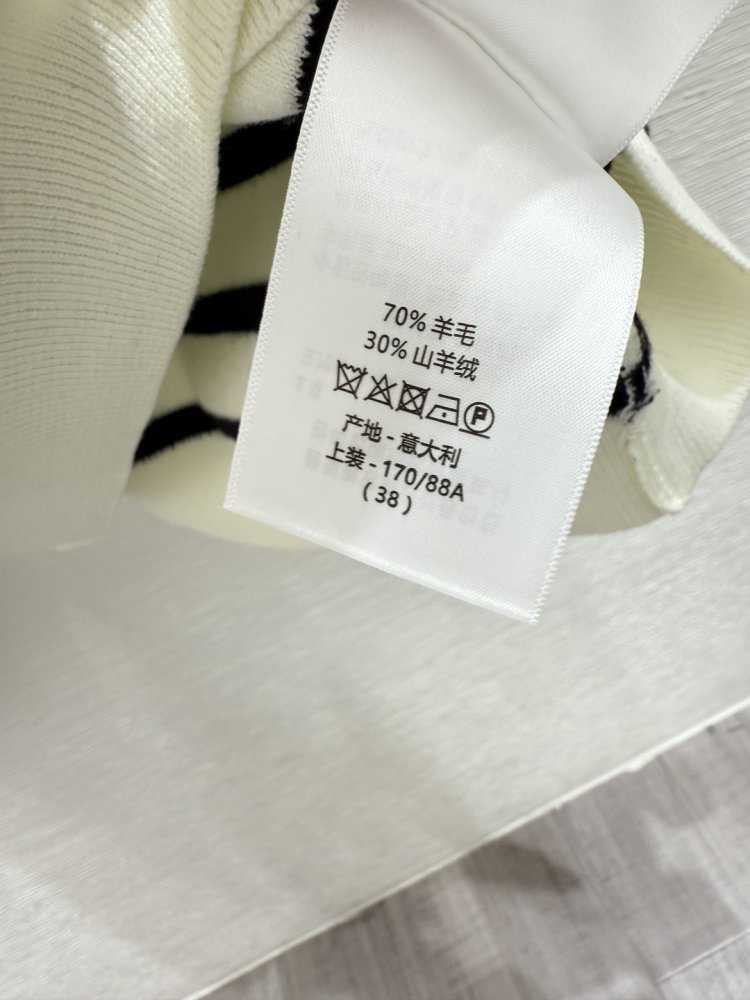 70% 羊毛
30% 山羊绒
P
产地 - 意大利
上装 - 170/88A
( 38 )